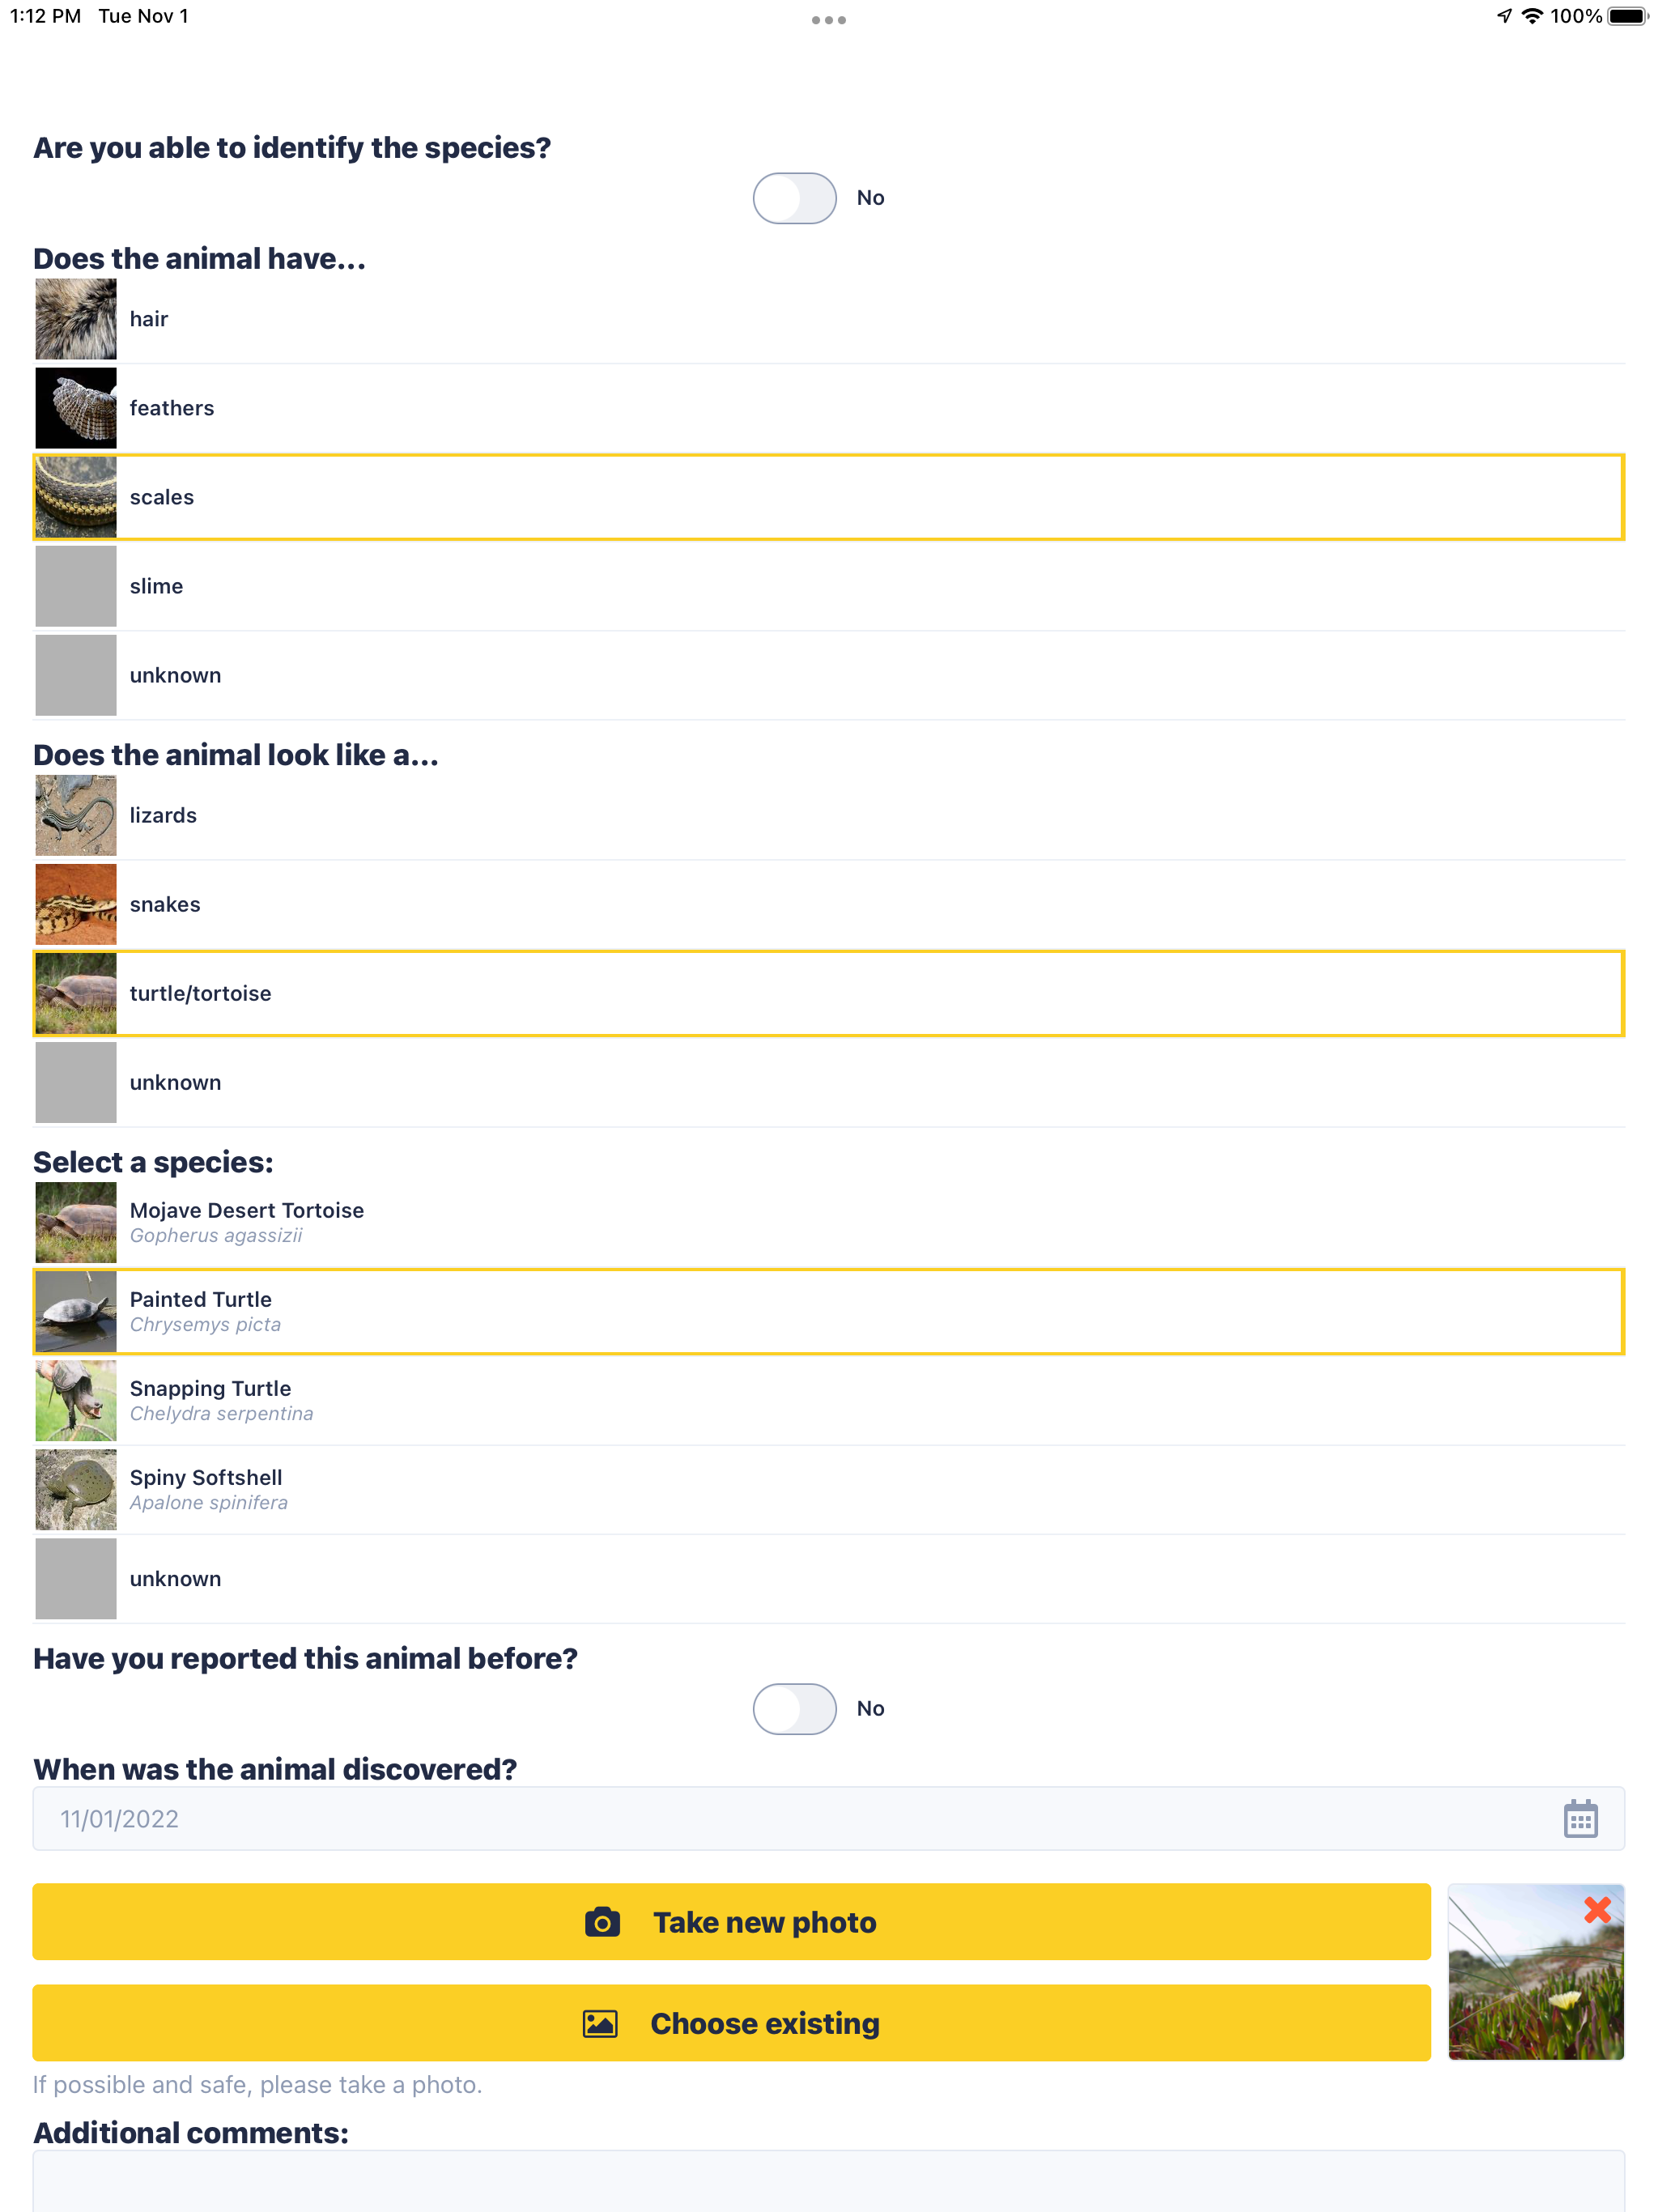 1:12 PM Tue Nov 1
100%
Are you able to identify the species?
No
Does the animal have...
hair
feathers
scales
slime
unknown
Does the animal look like a...
lizards
snakes
turtle/tortoise
unknown
Select a species:
Mojave Desert Tortoise
Gopherus agassizii
Painted Turtle
Chrysemys picta
Snapping Turtle
Chelydra serpentina
Spiny Softshell
Apalone spinifera
unknown
Have you reported this animal before?
No
When was the animal discovered?
11/01/2022
Take new photo
Choose existing
If possible and safe, please take a photo.
Additional comments: